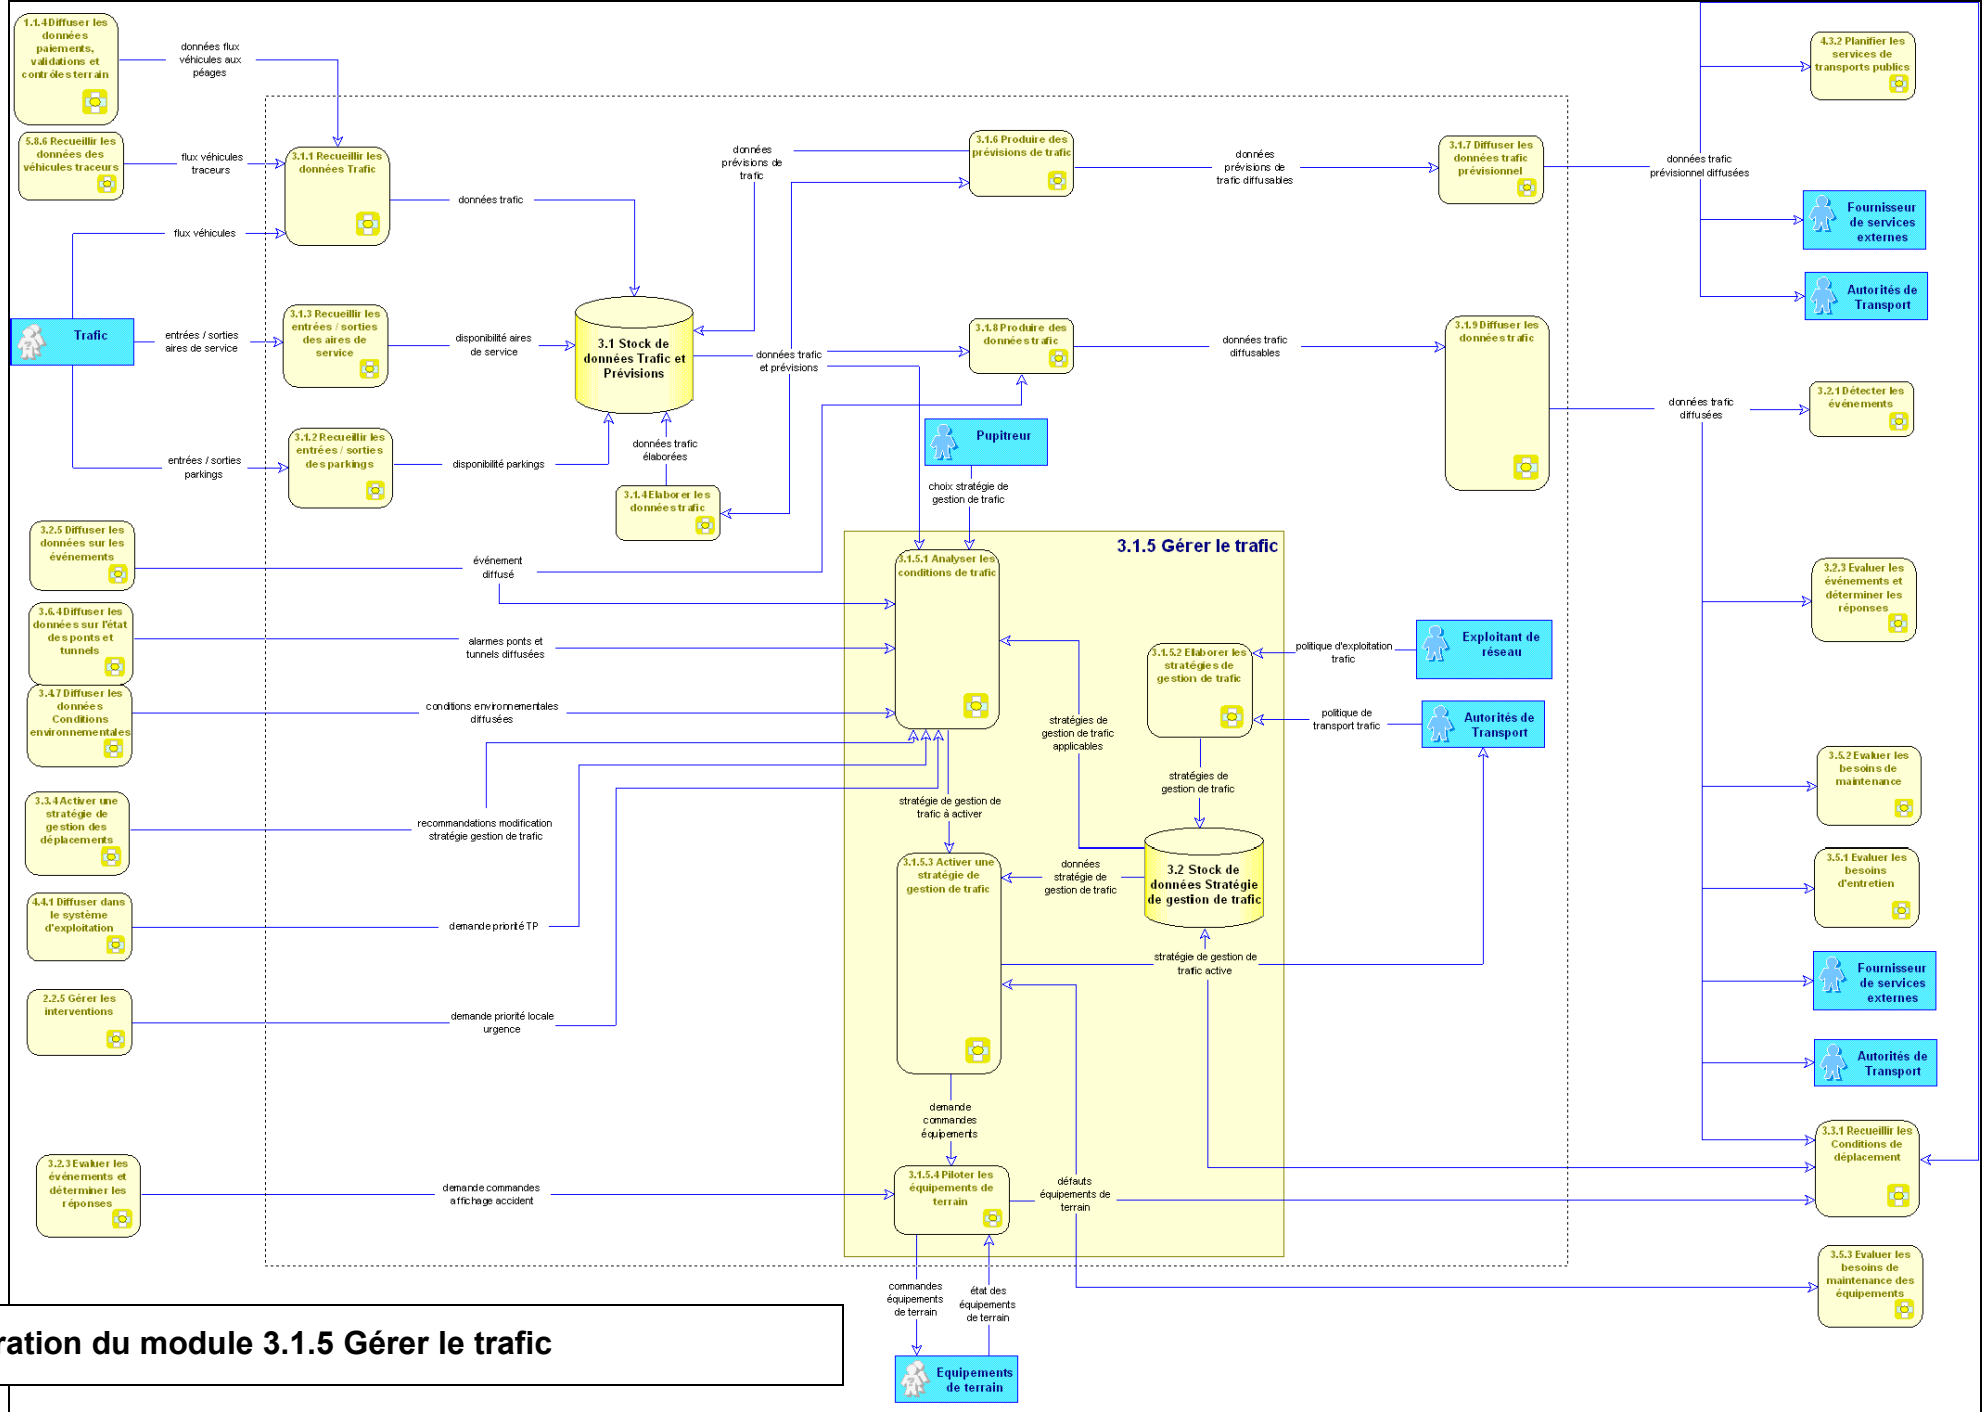 1.1.4 Diffuser les
données
paiements,
validations et
contrôles terrain
données flux
véhicules aux
péages
4.3.2 Planifier les
services de
transports publics
5.8.6 Recueillir les
données des
véhicules traceurs
flux véhicules
traceurs
3.1.1 Recueillir les
données Trafic
données
prévisions de
trafic
3.1.6 Produire des
prévisions de trafic
données
prévisions de
trafic diffusables
3.1.7 Diffuser les
données trafic
prévisionnel
données trafic
prévisionnel diffusées
données trafic
Fournisseur
de services
externes
flux véhicules
Autorités de
Transport
Trafic
entrées / sorties
aires de service
3.1.3 Recueillir les
entrées / sorties
des aires de
service
disponibilité aires
de service
3.1 Stock de
données Trafic et
Prévisions
données trafic
et prévisions
3.1.8 Produire des
données trafic
données trafic
diffusables
3.1.9 Diffuser les
données trafic
données trafic
diffusées
3.2.1 Détecter les
événements
entrées / sorties
parkings
3.1.2 Recueillir les
entrées / sorties
des parkings
disponibilité parkings
données trafic
élaborées
3.1.4 Elaborer les
données trafic
Pupitreur
choix stratégie de
gestion de trafic
3.2.5 Diffuser les
données sur les
événements
événement
diffusé
3.1.5 Gérer le trafic
3.1.5.1 Analyser les
conditions de trafic
3.2.3 Evaluer les
événements et
déterminer les
réponses
3.6.4 Diffuser les
données sur l'état
des ponts et
tunnels
alarmes ponts et
tunnels diffusées
3.1.5.2 Elaborer les
stratégies de
gestion de trafic
politique d'exploitation
trafic
Exploitant de
réseau
3.4.7 Diffuser les
données
Conditions
environnementales
conditions environnementales
diffusées
stratégies de
gestion de trafic
applicables
politique de
transport trafic
Autorités de
Transport
stratégies de
gestion de trafic
3.5.2 Evaluer les
besoins de
maintenance
3.3.4 Activer une
stratégie de
gestion des
déplacements
recommandations modification
stratégie gestion de trafic
stratégie de gestion de
trafic à activer
3.1.5.3 Activer une
stratégie de
gestion de trafic
données
stratégie de
gestion de trafic
3.2 Stock de
données Stratégie
de gestion de trafic
3.5.1 Evaluer les
besoins
d'entretien
4.4.1 Diffuser dans
le système
d'exploitation
demande priorité TP
stratégie de gestion de
trafic active
Fournisseur
de services
externes
2.2.5 Gérer les
interventions
demande priorité locale
urgence
Autorités de
Transport
demande
commandes
équipements
3.3.1 Recueillir les
Conditions de
déplacement
3.2.3 Evaluer les
événements et
déterminer les
réponses
demande commandes
affichage accident
3.1.5.4 Piloter les
équipements de
terrain
défauts
équipements de
terrain
3.5.3 Evaluer les
besoins de
maintenance des
équipements
commandes
équipements
de terrain
état des
équipements
de terrain
ration du module 3.1.5 Gérer le trafic
Equipements
de terrain